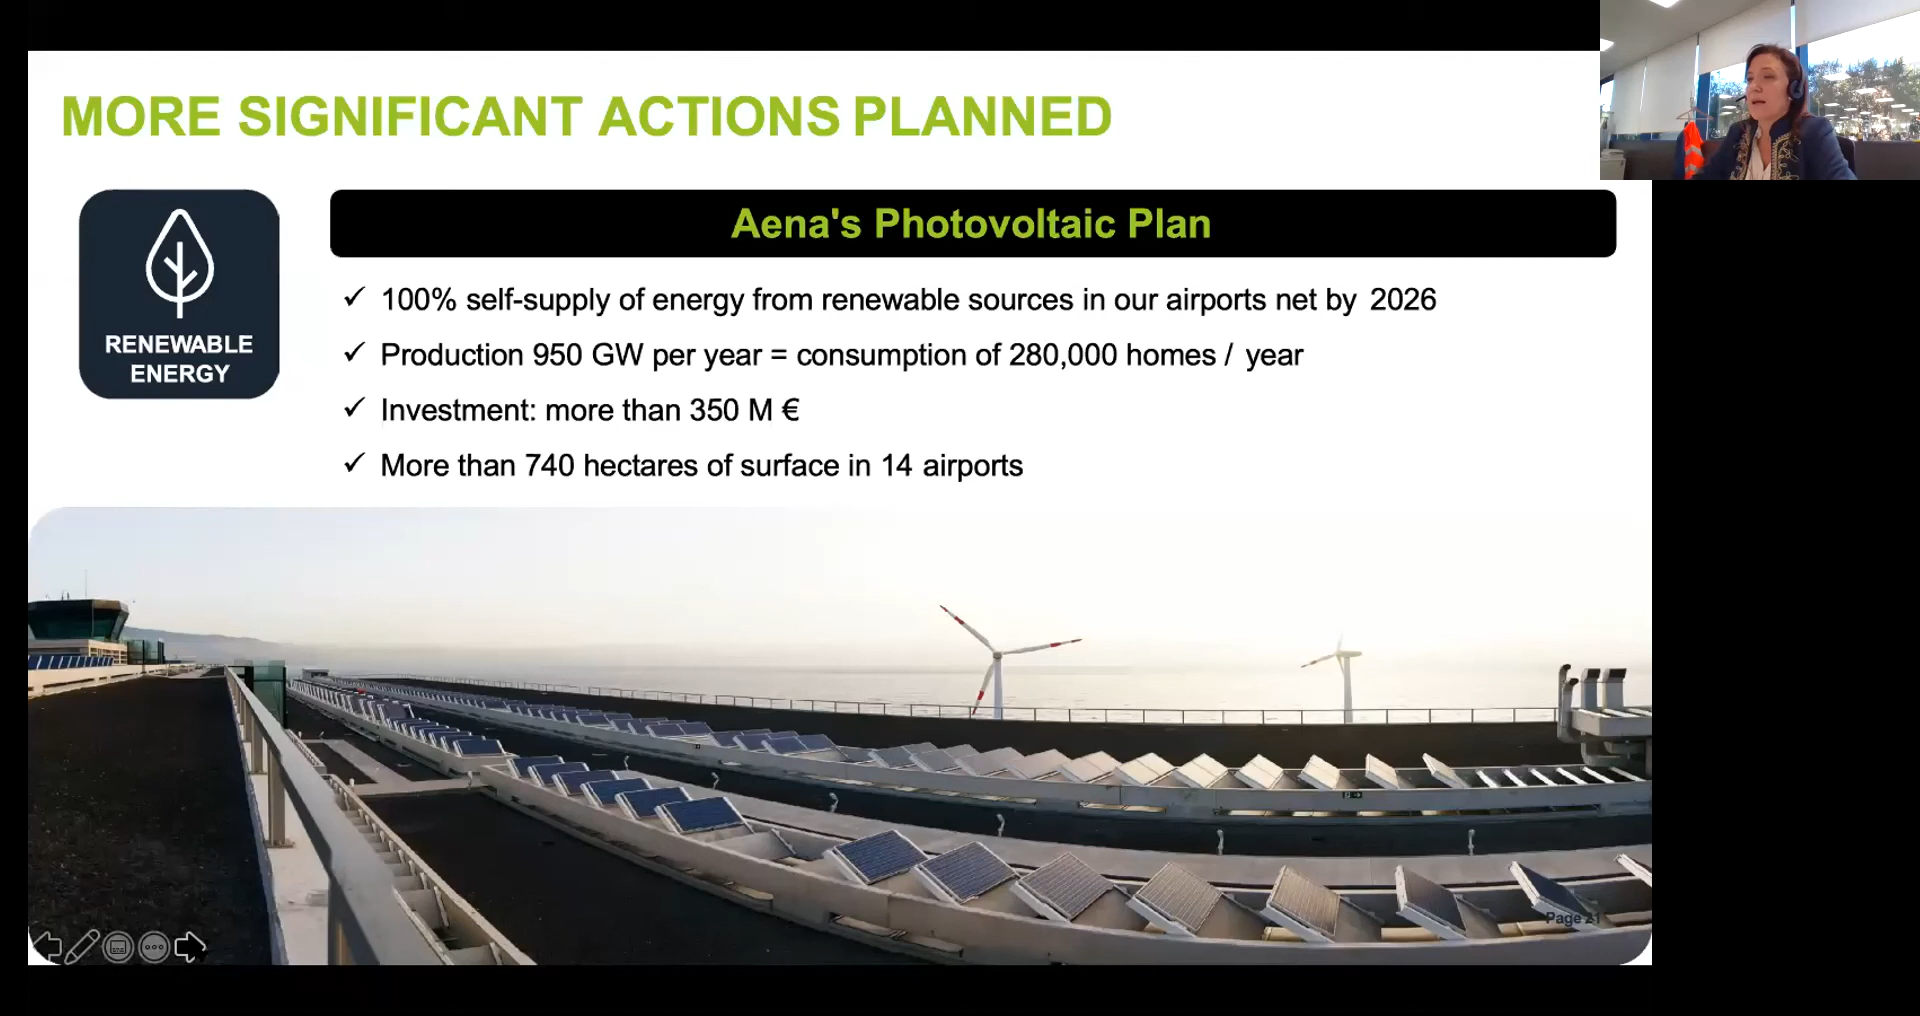 MORE SIGNIFICANT ACTIONS PLANNED
RENEWABLE
ENERGY
Aena's Photovoltaic Plan
✓ 100% self-supply of energy from renewable sources in our airports net by 2026
✓ Production 950 GW per year = consumption of 280,000 homes / year
✓ Investment: more than 350 M €
✓ More than 740 hectares of surface in 14 airports
Page 21